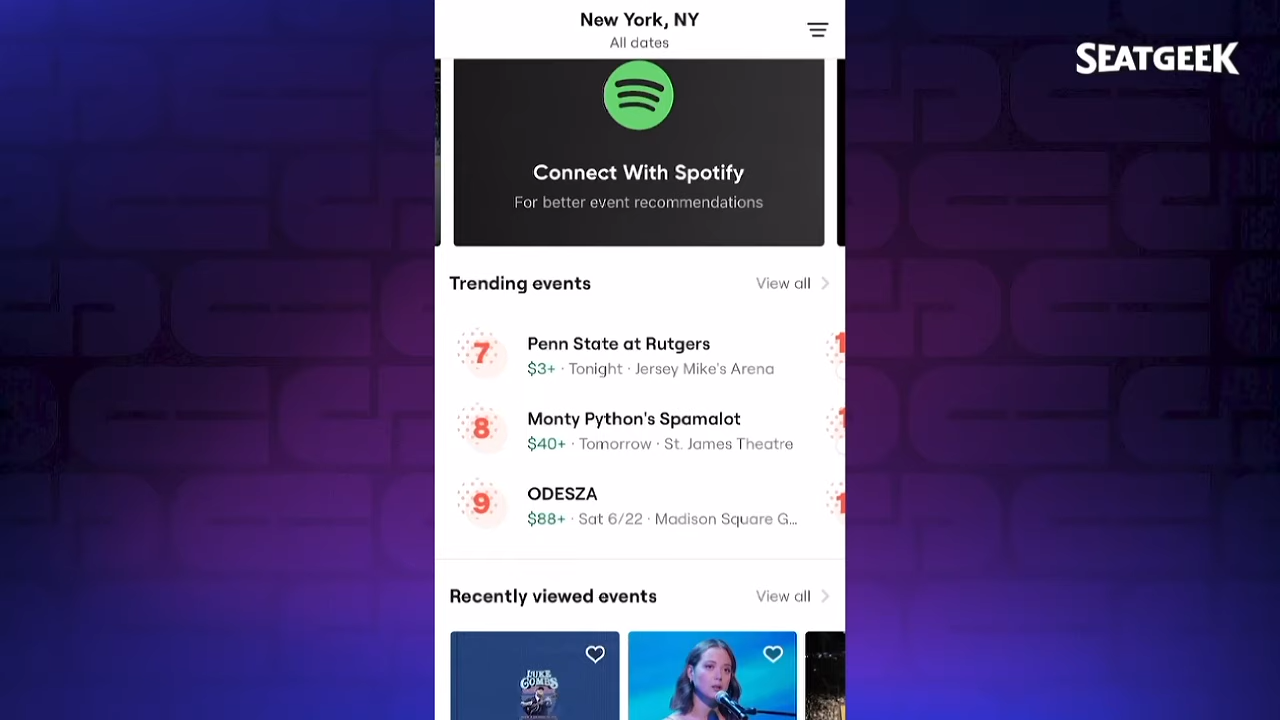 New York, NY
All dates
SEATGEEK
Connect With Spotify
For better event recommendations
Trending events
View all
7
Penn State at Rutgers
$3+ · Tonight · Jersey Mike's Arena
8
Monty Python's Spamalot
$40+ · Tomorrow · St. James Theatre
9
ODESZA
$88+ · Sat 6/22 · Madison Square G...
Recently viewed events
View all
LUKE
COMBS